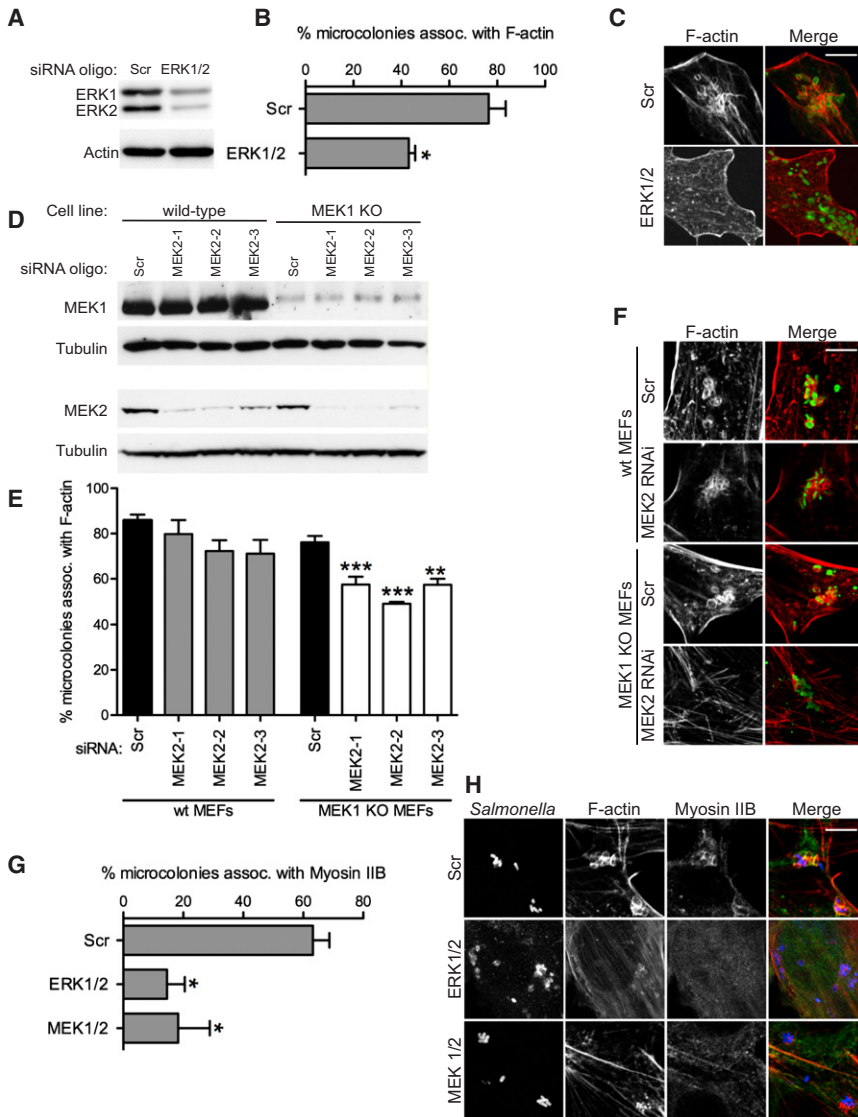 A
siRNA oligo: Scr ERK1/2
ERK1
ERK2
Actin
B
% microcolonies assoc. with F-actin
0 20 40 60 80 100
Scr
ERK1/2 *
C
F-actin Merge
Scr
ERK1/2
D
Cell line: wild-type MEK1 KO
siRNA oligo: Scr MEK2-1 MEK2-2 MEK2-3 Scr MEK2-1 MEK2-2 MEK2-3
MEK1
Tubulin
MEK2
Tubulin
E
% microcolonies assoc. with F-actin
100
80
60
40
20
0
*** *** **
siRNA: Scr MEK2-1 MEK2-2 MEK2-3 Scr MEK2-1 MEK2-2 MEK2-3
wt MEFs MEK1 KO MEFs
F
F-actin Merge
wt MEFs
Scr
MEK2 RNAi
MEK1 KO MEFs
Scr
MEK2 RNAi
G
% microcolonies assoc. with Myosin IIB
0 20 40 60 80
Scr
ERK1/2 *
MEK1/2 *
H
Salmonella F-actin Myosin IIB Merge
Scr
ERK1/2
MEK 1/2